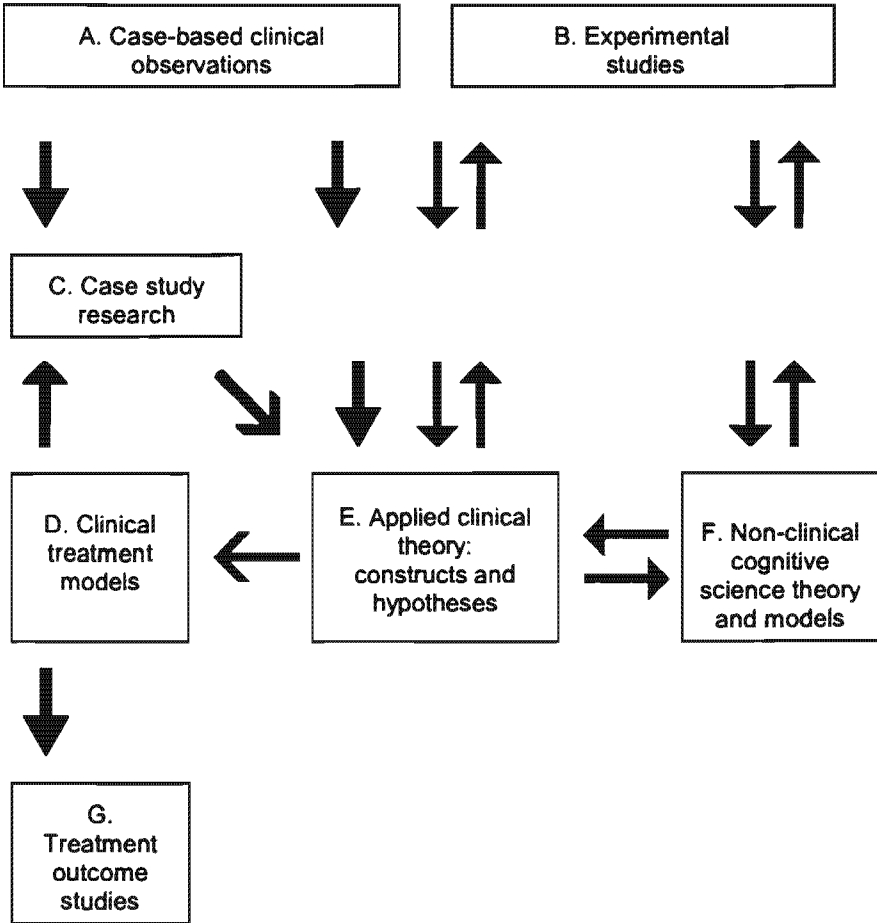 A. Case-based clinical
observations
B. Experimental
studies
C. Case study
research
D. Clinical
treatment
models
E. Applied clinical
theory:
constructs and
hypotheses
F. Non-clinical
cognitive
science theory
and models
G.
Treatment
outcome
studies